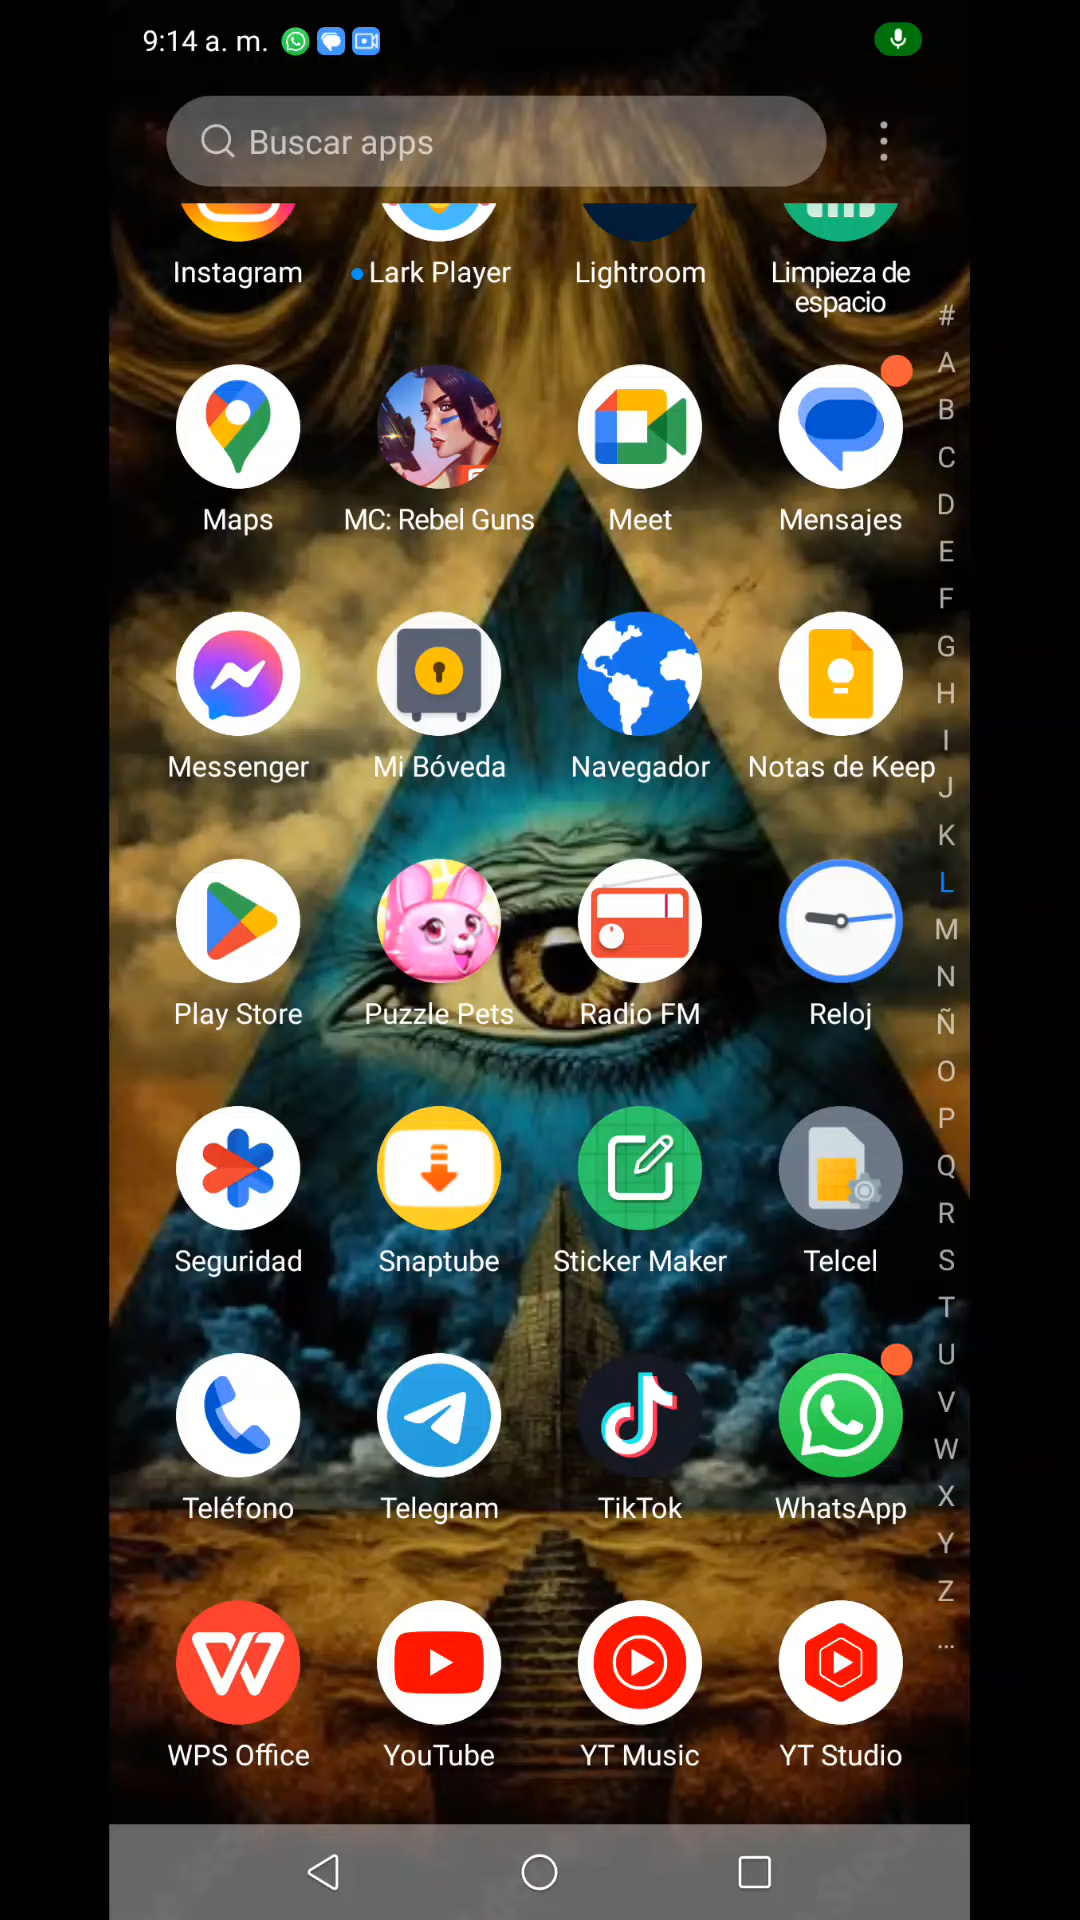 9:14 a. m.
Buscar apps
Instagram
Lark Player
Lightroom
Limpieza de
espacio
#
A
Maps
MC: Rebel Guns
Meet
Mensajes
B
C
D
E
F
G
H
I
Messenger
Mi Bóveda
Navegador
Notas de Keep
J
K
L
M
N
Play Store
Puzzle Pets
Radio FM
Reloj
Ñ
O
P
Q
R
Seguridad
Snaptube
Sticker Maker
Telcel
S
T
U
V
W
X
Teléfono
Telegram
TikTok
WhatsApp
Y
Z
...
WPS Office
YouTube
YT Music
YT Studio